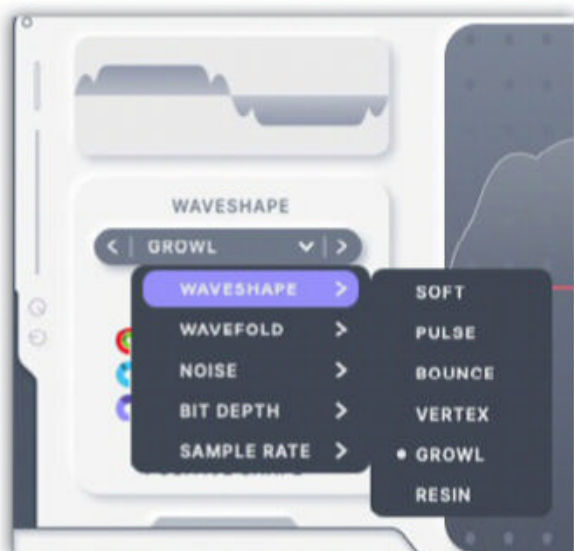 WAVESHAPE
GROWL
WAVESHAPE
WAVEFOLD
NOISE
BIT DEPTH
SAMPLE RATE
SOFT
PULSE
BOUNCE
VERTEX
GROWL
RESIN